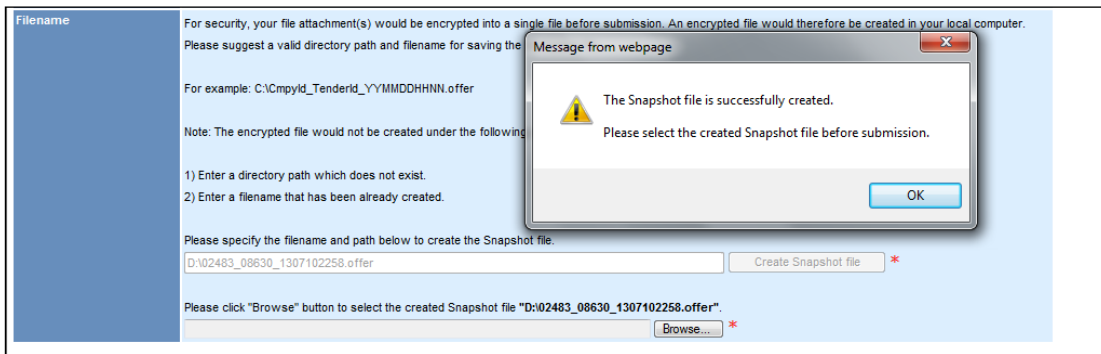 Filename
For security, your file attachment(s) would be encrypted into a single file before submission. An encrypted file would therefore be created in your local computer.
Please suggest a valid directory path and filename for saving the
For example: C:\CmpyId_TenderId_YYMMDDHHNN.offer
Note: The encrypted file would not be created under the following
1) Enter a directory path which does not exist.
2) Enter a filename that has been already created.
Message from webpage
The Snapshot file is successfully created.
Please select the created Snapshot file before submission.
OK
Please specify the filename and path below to create the Snapshot file.
D:\02483_08630_1307102258.offer Create Snapshot file *
Please click "Browse" button to select the created Snapshot file "D:\02483_08630_1307102258.offer".
Browse... *